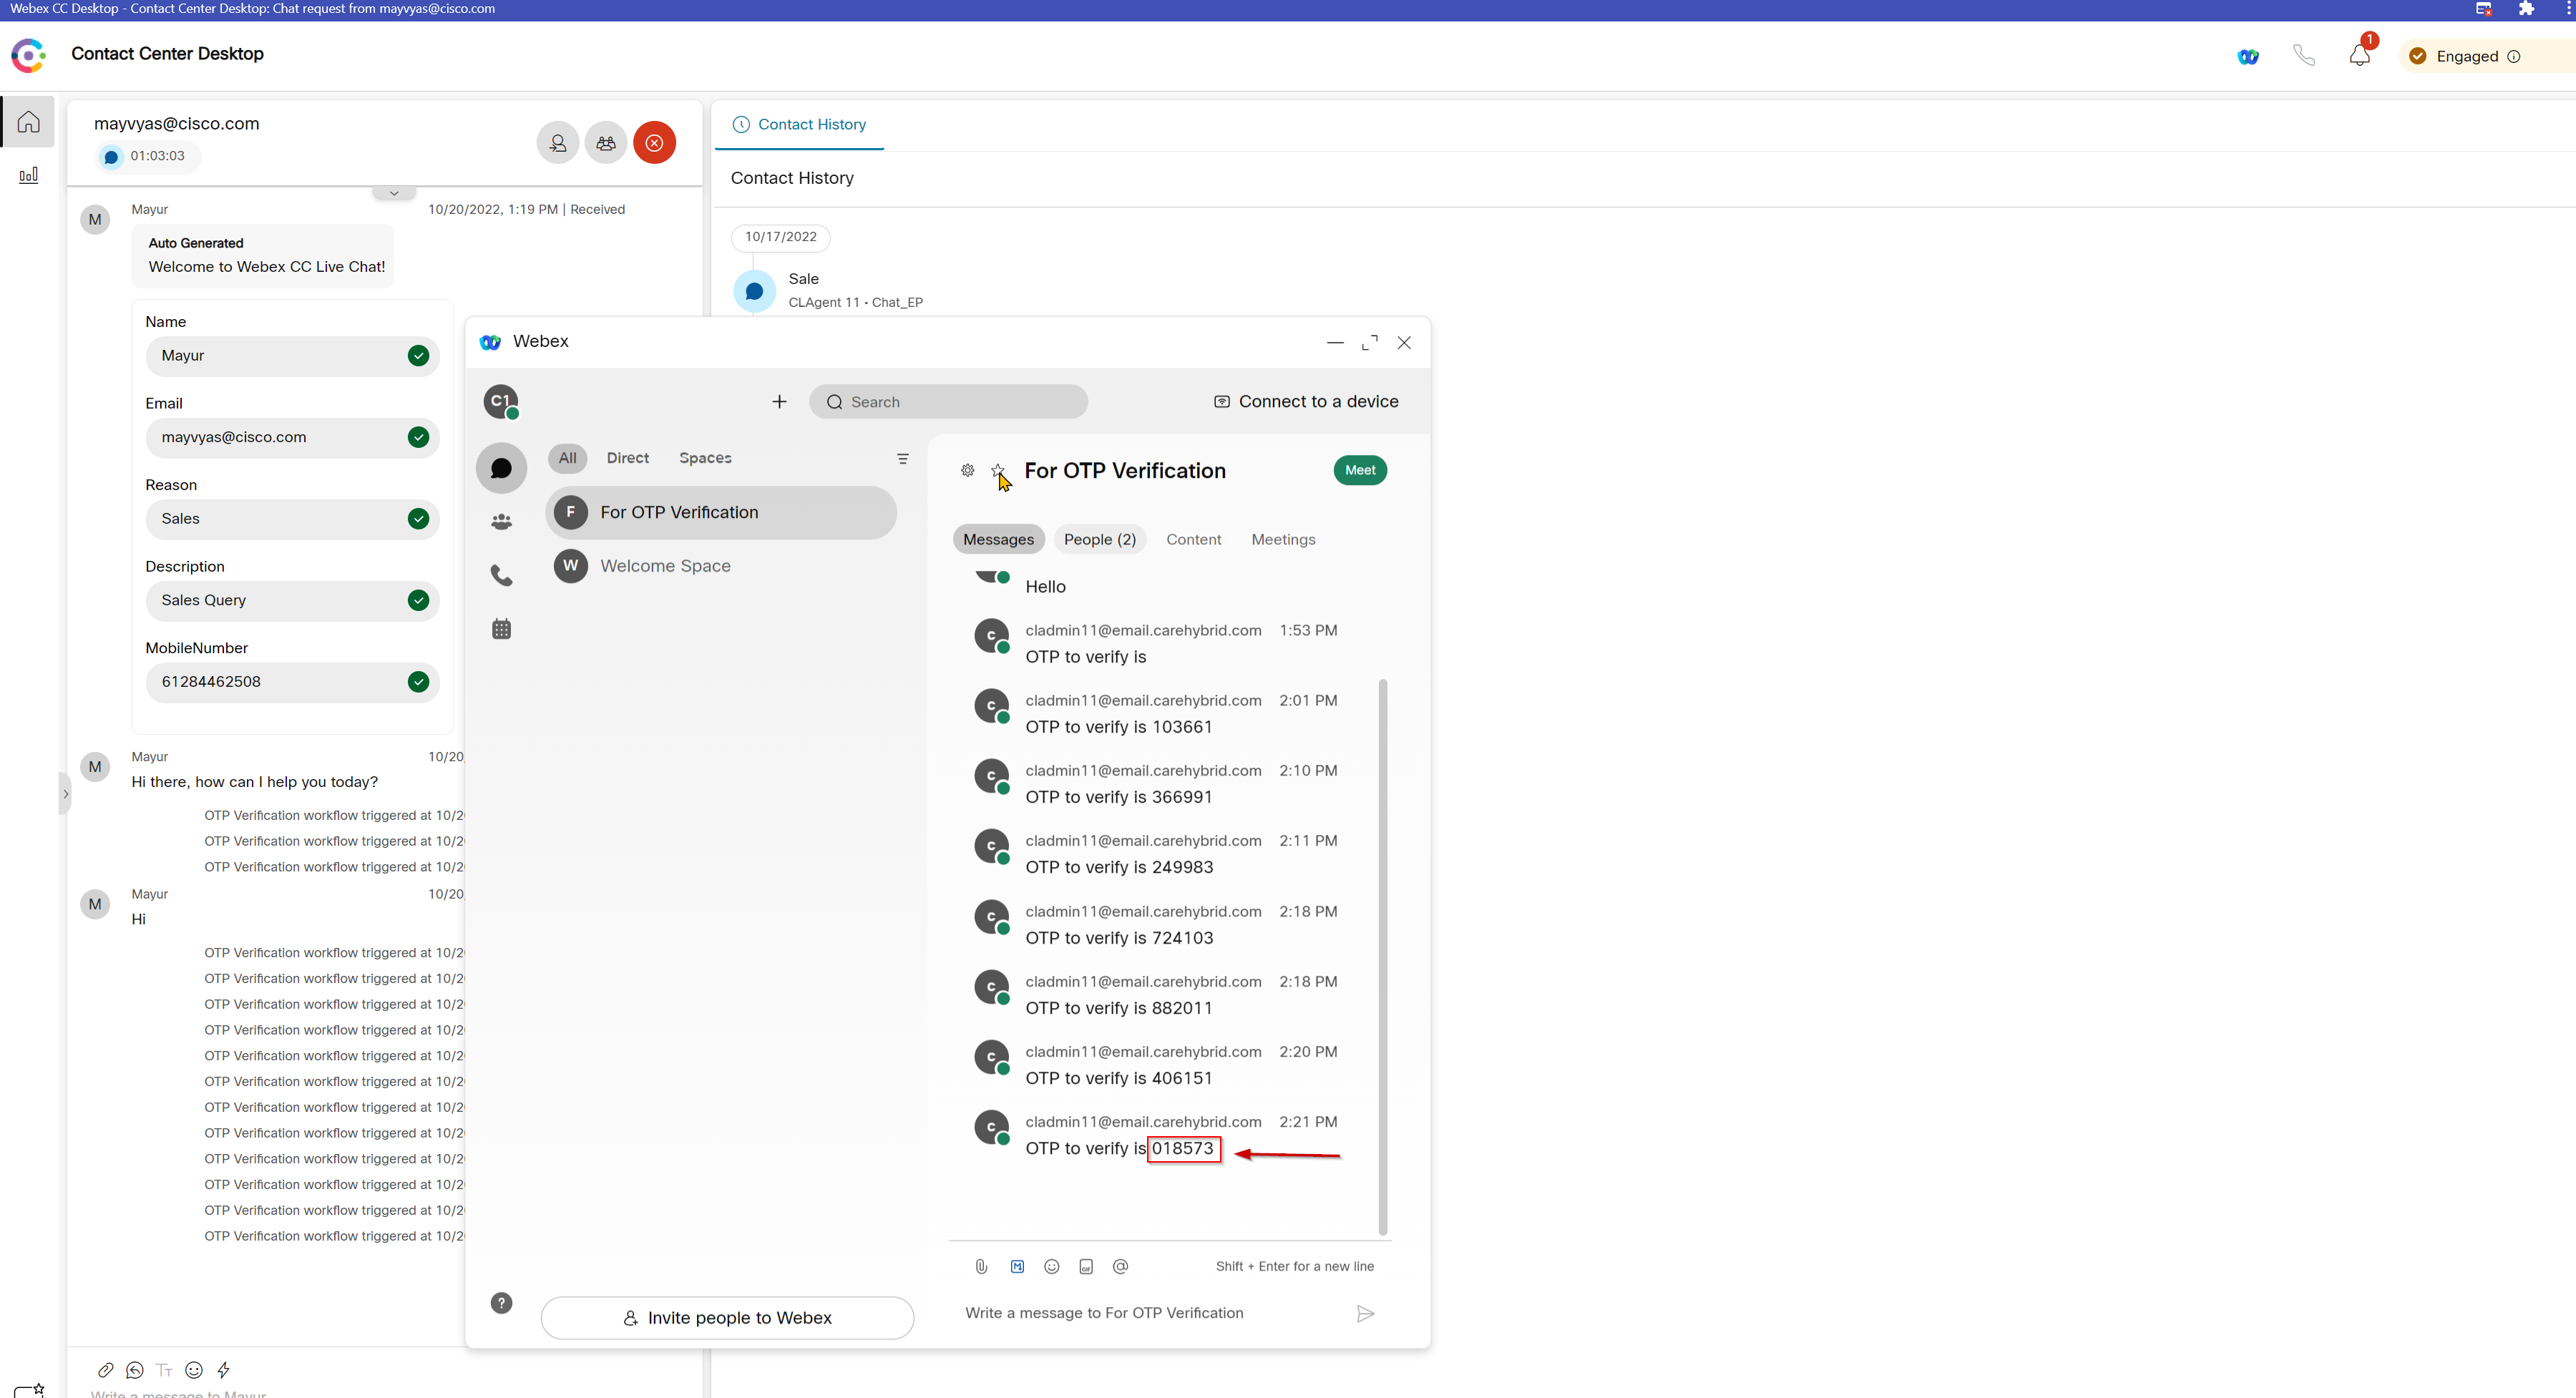 Webex CC Desktop - Contact Center Desktop: Chat request from mayvyas@cisco.com
Contact Center Desktop
1
Engaged
mayvyas@cisco.com
01:03:03
Mayur
10/20/2022, 1:19 PM | Received
M
Auto Generated
Welcome to Webex CC Live Chat!
Name
Mayur
Email
mayvyas@cisco.com
Reason
Sales
Description
Sales Query
MobileNumber
61284462508
Mayur
10/20
M
Hi there, how can I help you today?
OTP Verification workflow triggered at 10/2
OTP Verification workflow triggered at 10/2
OTP Verification workflow triggered at 10/2
Mayur
10/20
M
Hi
OTP Verification workflow triggered at 10/2
OTP Verification workflow triggered at 10/2
OTP Verification workflow triggered at 10/2
OTP Verification workflow triggered at 10/2
OTP Verification workflow triggered at 10/2
OTP Verification workflow triggered at 10/2
OTP Verification workflow triggered at 10/2
OTP Verification workflow triggered at 10/2
OTP Verification workflow triggered at 10/2
OTP Verification workflow triggered at 10/2
OTP Verification workflow triggered at 10/2
OTP Verification workflow triggered at 10/2
Write a message to Mayur
Contact History
Contact History
10/17/2022
Sale
CLAgent 11 • Chat_EP
Webex
C1
Search
Connect to a device
All
Direct
Spaces
F
For OTP Verification
W
Welcome Space
Invite people to Webex
For OTP Verification
Meet
Messages
People (2)
Content
Meetings
Hello
C
cladmin11@email.carehybrid.com 1:53 PM
OTP to verify is
C
cladmin11@email.carehybrid.com 2:01 PM
OTP to verify is 103661
C
cladmin11@email.carehybrid.com 2:10 PM
OTP to verify is 366991
C
cladmin11@email.carehybrid.com 2:11 PM
OTP to verify is 249983
C
cladmin11@email.carehybrid.com 2:18 PM
OTP to verify is 724103
C
cladmin11@email.carehybrid.com 2:18 PM
OTP to verify is 882011
C
cladmin11@email.carehybrid.com 2:20 PM
OTP to verify is 406151
C
cladmin11@email.carehybrid.com 2:21 PM
OTP to verify is 018573
Shift + Enter for a new line
Write a message to For OTP Verification